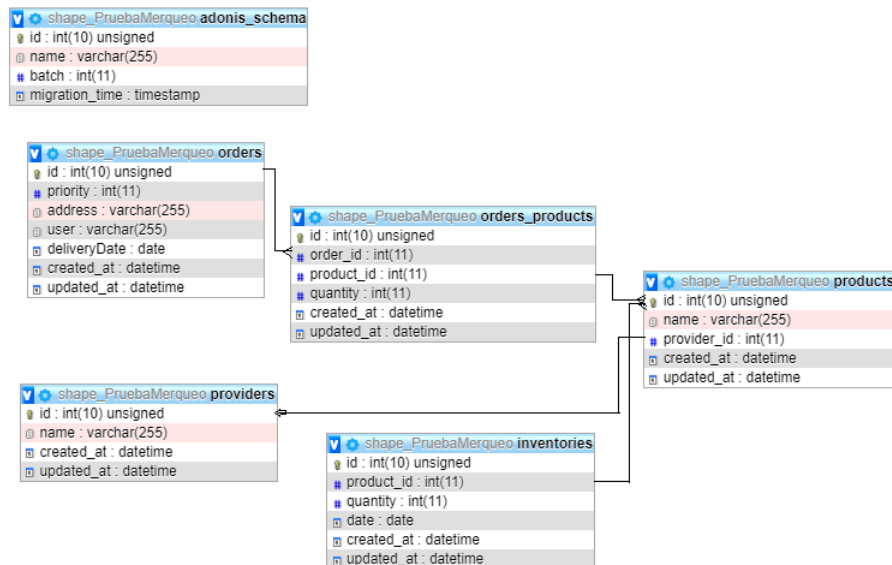 shape_PruebaMerqueo adonis_schema
id : int(10) unsigned
name : varchar(255)
batch : int(11)
migration_time : timestamp
shape_PruebaMerqueo orders
id : int(10) unsigned
priority : int(11)
address : varchar(255)
user : varchar(255)
deliveryDate : date
created_at : datetime
updated_at : datetime
shape_PruebaMerqueo orders_products
id : int(10) unsigned
order_id : int(11)
product_id : int(11)
quantity : int(11)
created_at : datetime
updated_at : datetime
shape_PruebaMerqueo products
id : int(10) unsigned
name : varchar(255)
provider_id : int(11)
created_at : datetime
updated_at : datetime
shape_PruebaMerqueo providers
id : int(10) unsigned
name : varchar(255)
created_at : datetime
updated_at : datetime
shape_PruebaMerqueo inventories
id : int(10) unsigned
product_id : int(11)
quantity : int(11)
date : date
created_at : datetime
updated_at : datetime